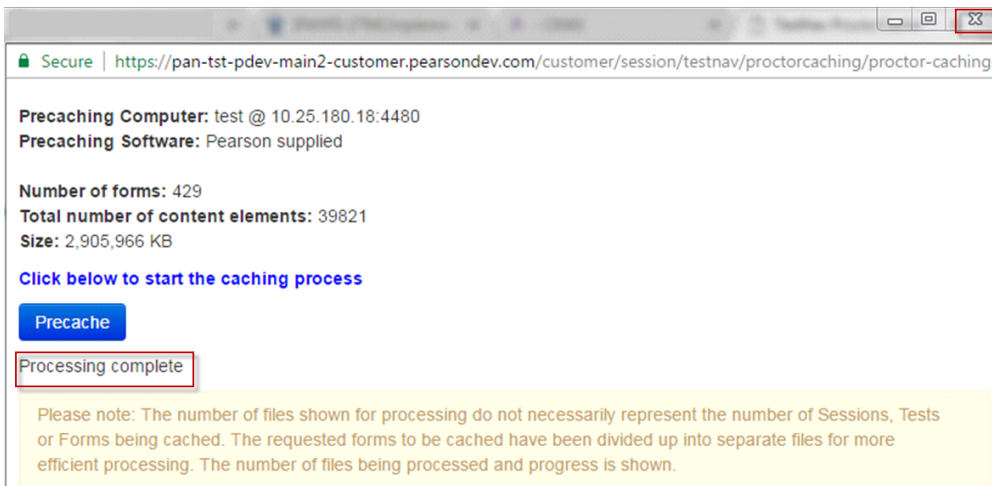 Secure | https://pan-tst-pdev-main2-customer.pearsondev.com/customer/session/testnav/proctorcaching/proctor-caching
Precaching Computer: test @ 10.25.180.18:4480
Precaching Software: Pearson supplied
Number of forms: 429
Total number of content elements: 39821
Size: 2,905,966 KB
Click below to start the caching process
Precache
Processing complete
Please note: The number of files shown for processing do not necessarily represent the number of Sessions, Tests
or Forms being cached. The requested forms to be cached have been divided up into separate files for more
efficient processing. The number of files being processed and progress is shown.